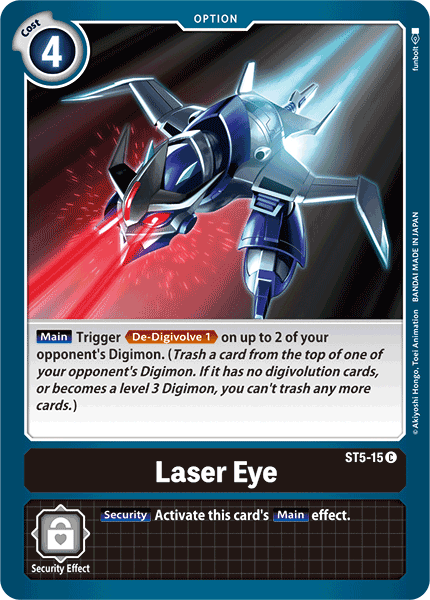 OPTION
Cost
4
funbolt
Main Trigger De-Digivolve 1 on up to 2 of your
opponent's Digimon. (Trash a card from the top of one of
your opponent's Digimon. If it has no digivolution cards,
or becomes a level 3 Digimon, you can't trash any more
cards.)
©Akiyoshi Hongo, Toei Animation BANDAI MADE IN JAPAN
ST5-15 C
Laser Eye
Security Activate this card's Main effect.
Security Effect